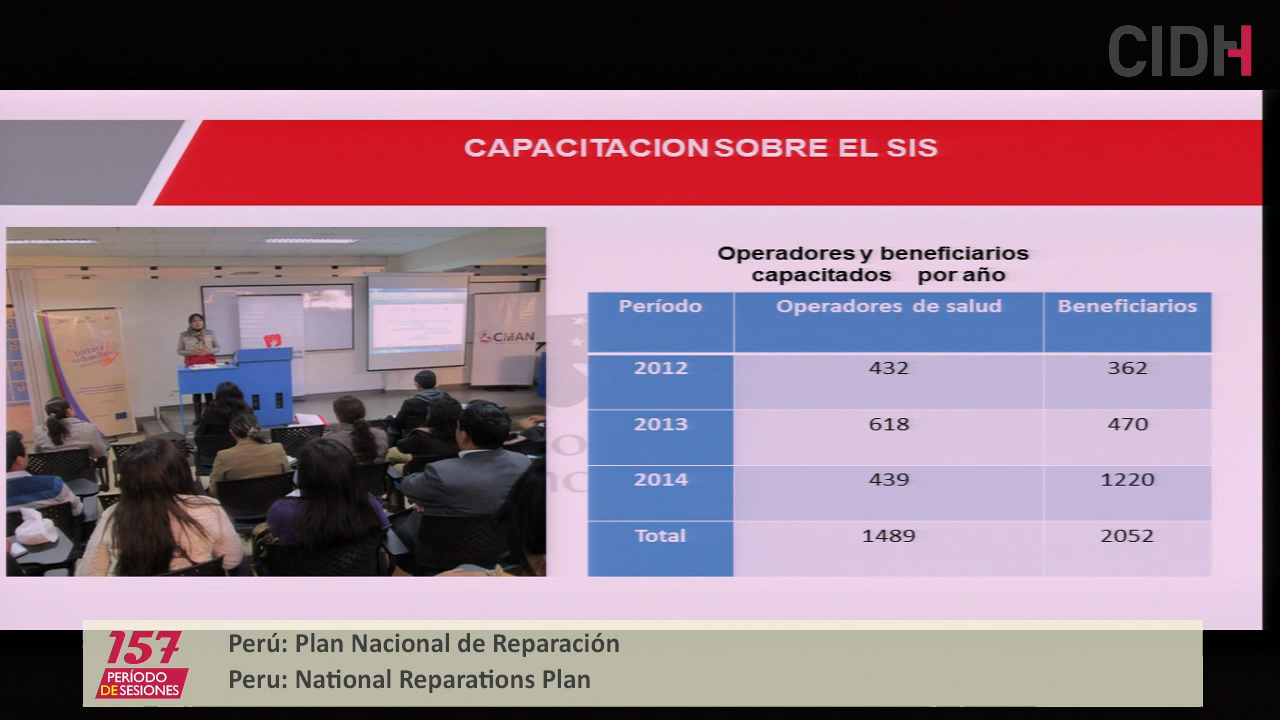 CIDH
CAPACITACION SOBRE EL SIS
Operadores y beneficiarios
capacitados por año
Período Operadores de salud Beneficiarios
2012 432 362
2013 618 470
2014 439 1220
Total 1489 2052
CMAN
157
PERÍODO
DE SESIONES
Perú: Plan Nacional de Reparación
Peru: National Reparations Plan